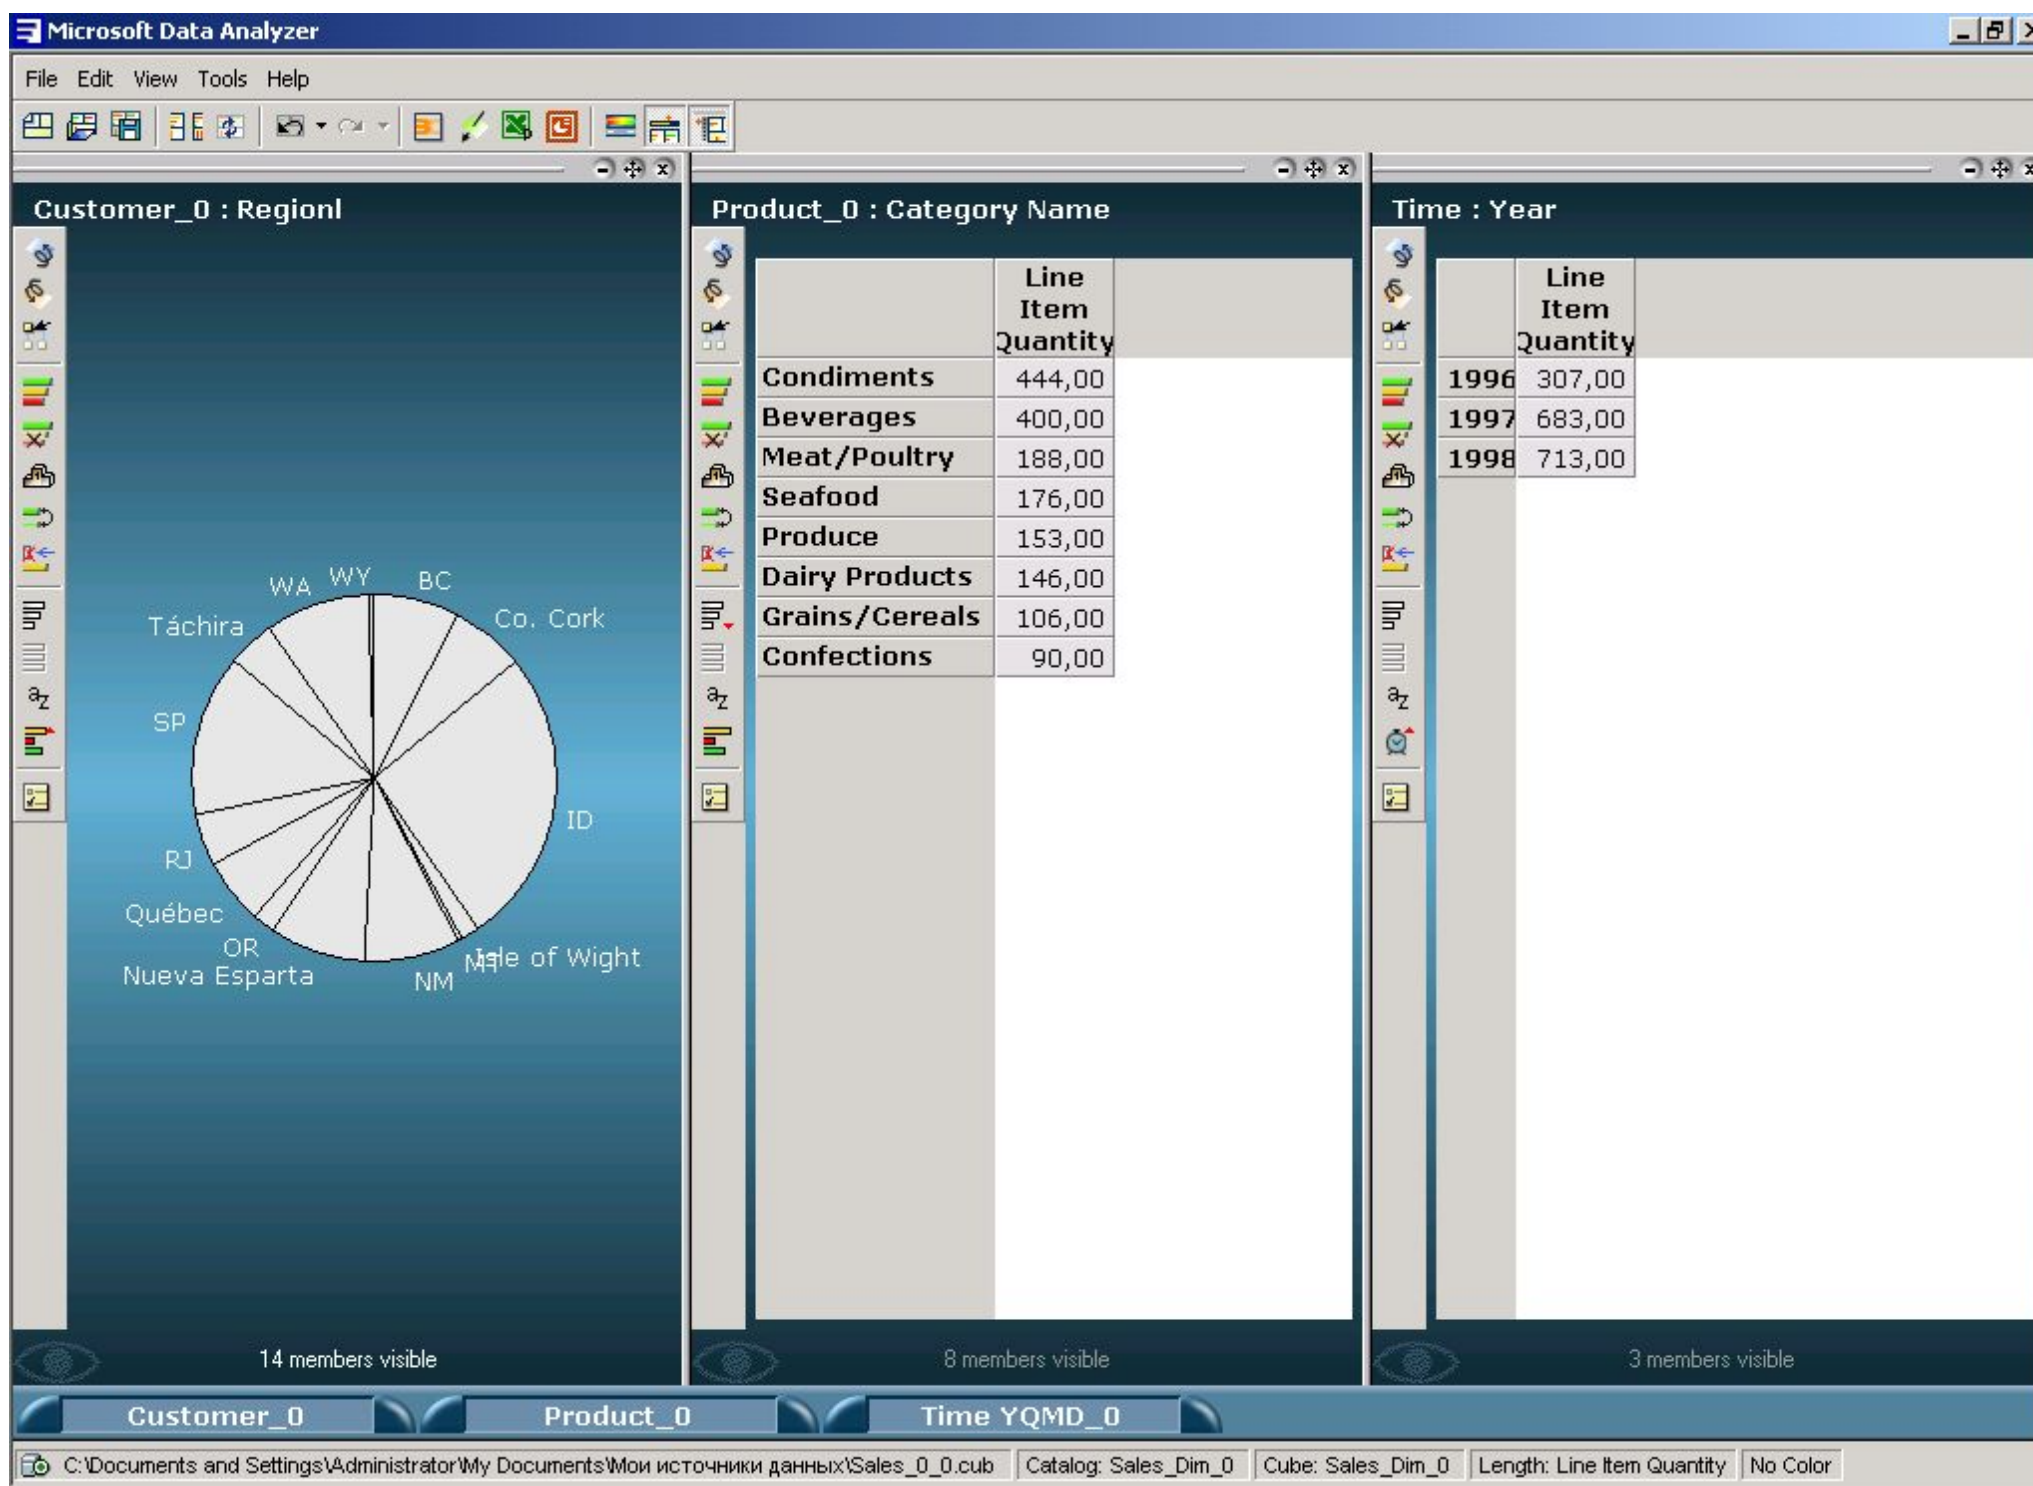 Microsoft Data Analyzer
File Edit View Tools Help
Customer_0 : Regionl
WA
WY
BC
Táchira
Co. Cork
SP
ID
RJ
Québec
OR
Nueva Esparta
NM
Isle of Wight
14 members visible
Product_0 : Category Name
Line
Item
Quantity
Condiments 444,00
Beverages 400,00
Meat/Poultry 188,00
Seafood 176,00
Produce 153,00
Dairy Products 146,00
Grains/Cereals 106,00
Confections 90,00
8 members visible
Time : Year
Line
Item
Quantity
1996 307,00
1997 683,00
1998 713,00
3 members visible
Customer_0 Product_0 Time YQMD_0
C:\Documents and Settings\Administrator\My Documents\Мои источники данных\Sales_0_0.cub Catalog: Sales_Dim_0 Cube: Sales_Dim_0 Length: Line Item Quantity No Color